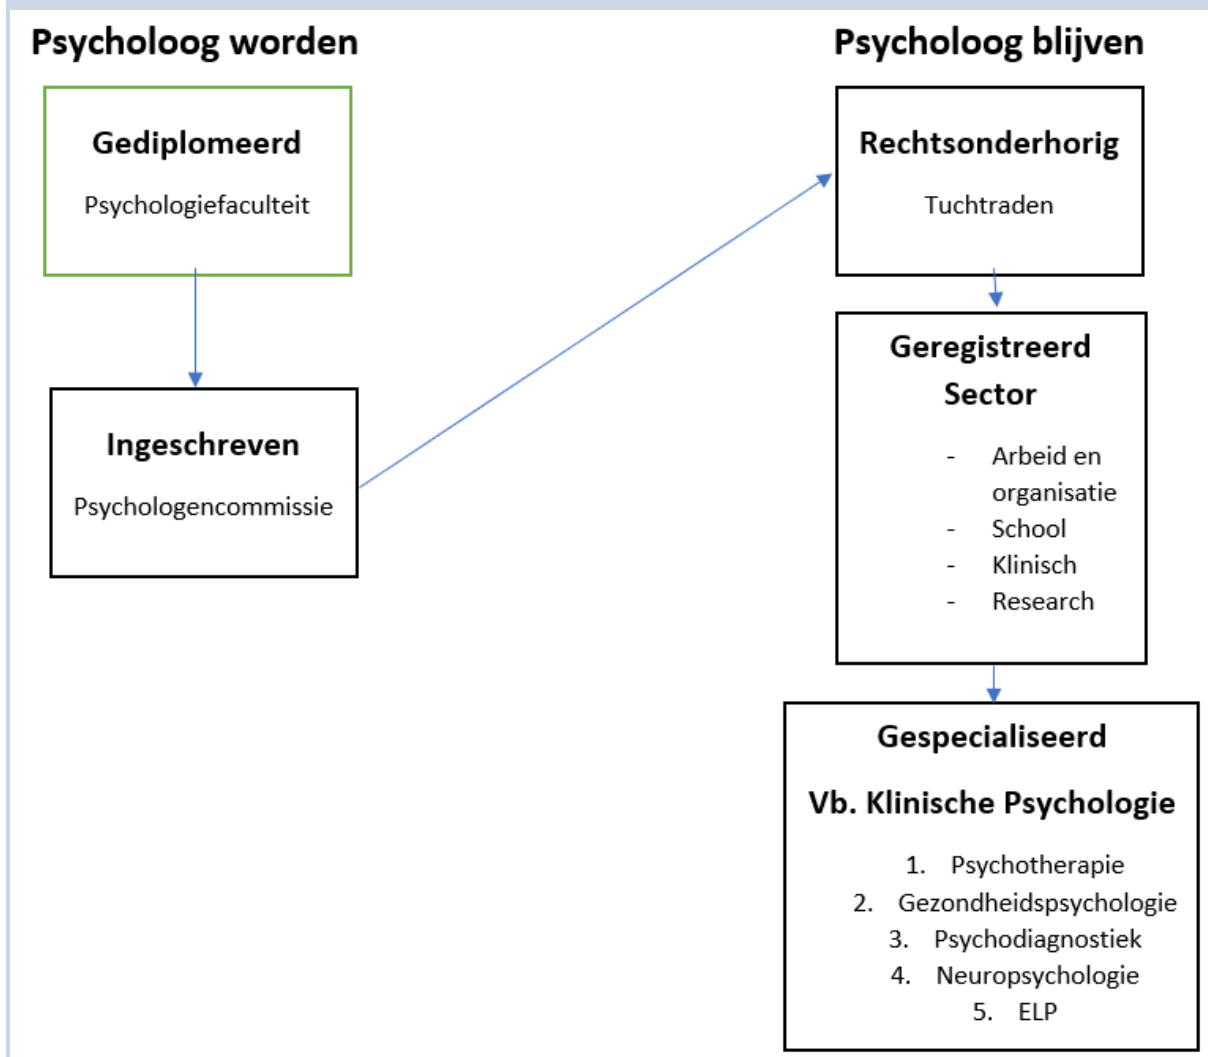 Psycholoog worden
Gediplomeerd
Psychologiefaculteit
Ingeschreven
Psychologencommissie
Psycholoog blijven
Rechtsonderhorig
Tuchtraden
Geregistreerd
Sector
- Arbeid en
organisatie
- School
- Klinisch
- Research
Gespecialiseerd
Vb. Klinische Psychologie
1. Psychotherapie
2. Gezondheidspsychologie
3. Psychodiagnostiek
4. Neuropsychologie
5. ELP